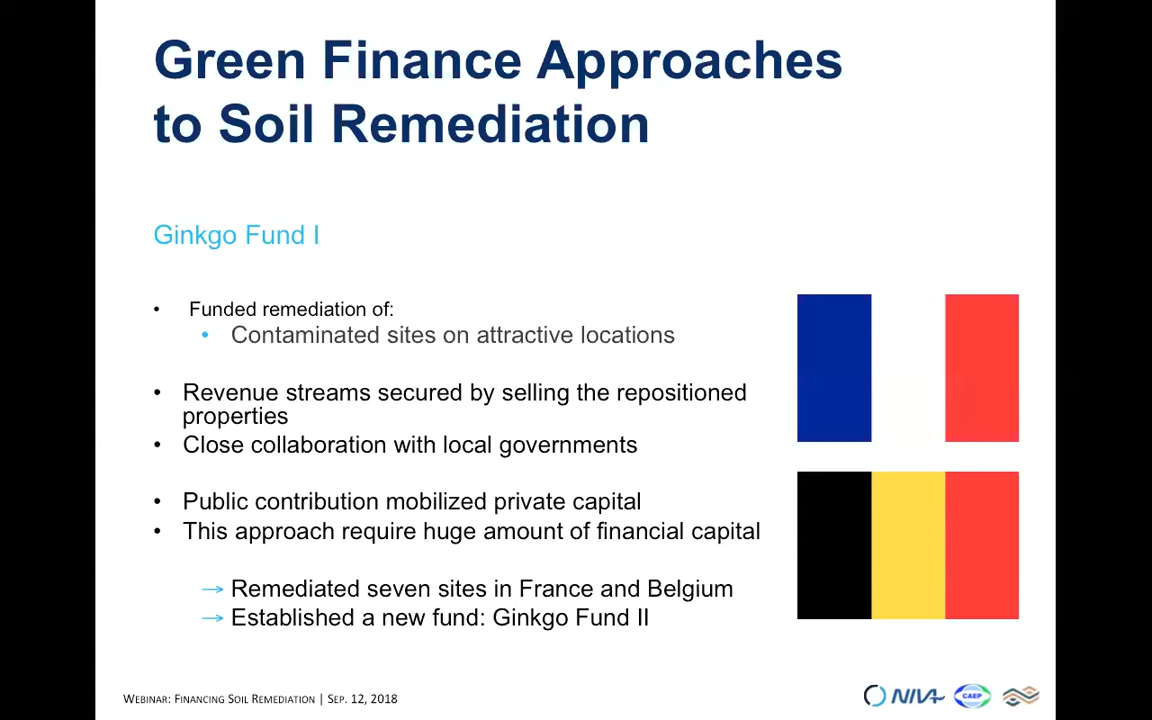 Green Finance Approaches
to Soil Remediation
Ginkgo Fund I
• Funded remediation of:
• Contaminated sites on attractive locations
• Revenue streams secured by selling the repositioned
properties
• Close collaboration with local governments
• Public contribution mobilized private capital
• This approach require huge amount of financial capital
→ Remediated seven sites in France and Belgium
→ Established a new fund: Ginkgo Fund II
WEBINAR: FINANCING SOIL REMEDIATION | SEP. 12, 2018
NIVA
CAEP